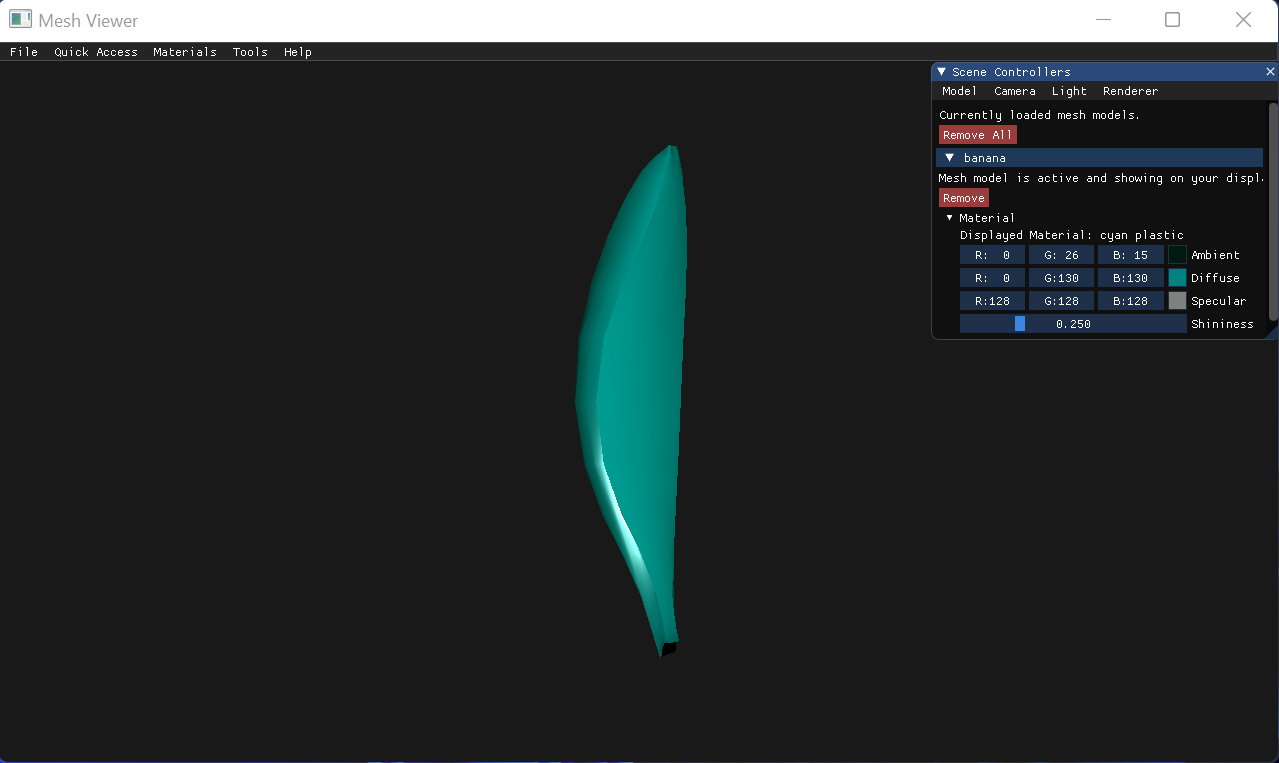 Mesh Viewer
File Quick Access Materials Tools Help
Scene Controllers
Model Camera Light Renderer
Currently loaded mesh models.
Remove All
banana
Mesh model is active and showing on your displ.
Remove
Material
Displayed Material: cyan plastic
R: 0 G: 26 B: 15 Ambient
R: 0 G:130 B:130 Diffuse
R:128 G:128 B:128 Specular
0.250 Shininess